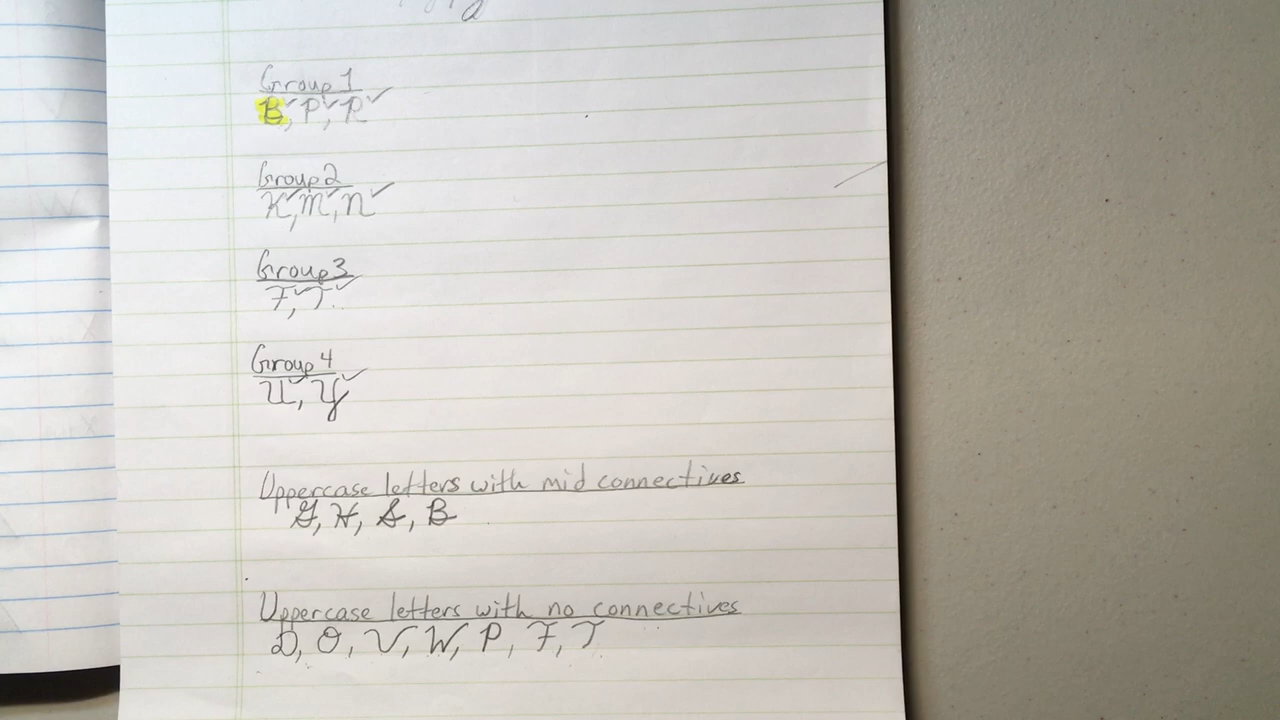 Group 1
B, P, R
Group 2
K, M, N
Group 3
F, T
Group 4
U, Y
Uppercase letters with mid connectives
G, H, S, B
Uppercase letters with no connectives
D, O, V, W, P, F, T